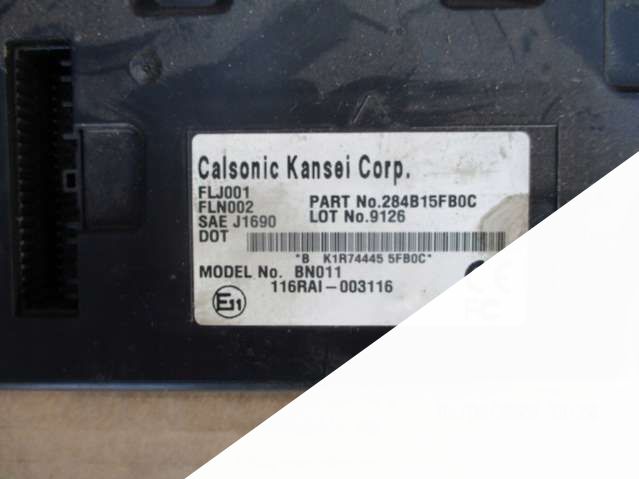 Calsonic Kansei Corp.
FLJ001
FLN002 PART No.284B15FB0C
SAE J1690 LOT No.9126
DOT
*B K1R74445 5FB0C*
MODEL No. BN011
116RAI-003116
E11